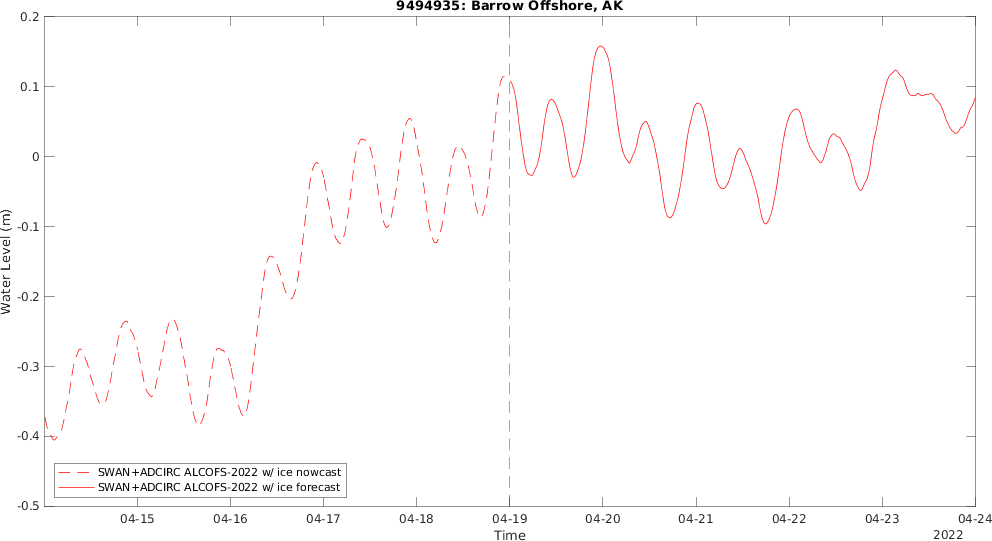 9494935: Barrow Offshore, AK
0.2
0.1
0
-0.1
-0.2
-0.3
-0.4
-0.5
Water Level (m)
SWAN+ADCIRC ALCOFS-2022 w/ ice nowcast
SWAN+ADCIRC ALCOFS-2022 w/ ice forecast
04-15 04-16 04-17 04-18 04-19 04-20 04-21 04-22 04-23 04-24
Time
2022